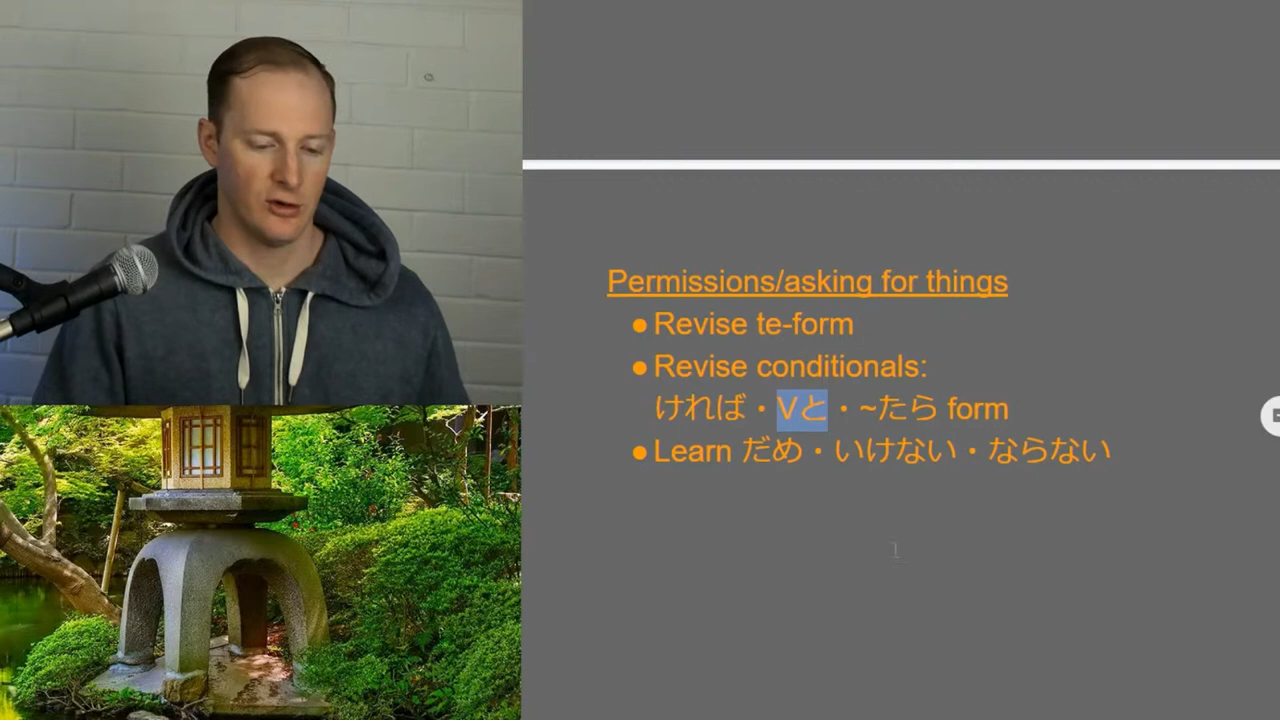 Permissions/asking for things
● Revise te-form
● Revise conditionals:
ければ・Vと・~たら form
● Learn だめ・いけない・ならない